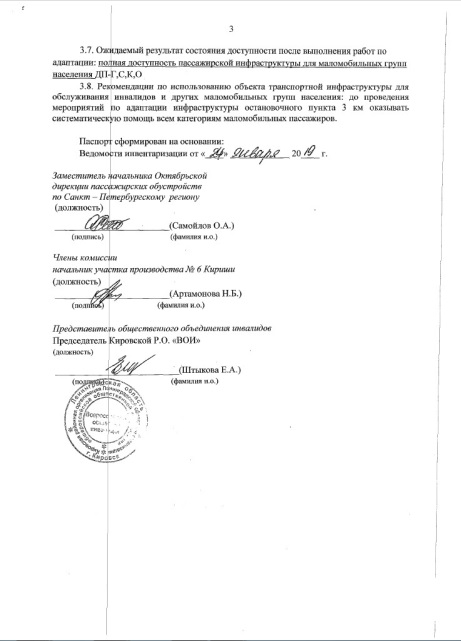 3
3.7. Ожидаемый результат состояния доступности после выполнения работ по
адаптации: полная доступность пассажирской инфраструктуры для маломобильных групп
населения ДП-Г,С,К,О
3.8. Рекомендации по использованию объекта транспортной инфраструктуры для
обслуживания инвалидов и других маломобильных групп населения: до проведения
мероприятий по адаптации инфраструктуры остановочного пункта 3 км оказывать
систематическую помощь всем категориям маломобильных пассажиров.
Паспорт сформирован на основании:
Ведомости инвентаризации от «24» января 2019 г.
Заместитель начальника Октябрьской
дирекции пассажирских обустройств
по Санкт – Петербургскому региону
(должность)
(Самойлов О.А.)
(подпись) (фамилия и.о.)
Члены комиссии
начальник участка производства № 6 Кириши
(должность)
(Артамонова Н.Б.)
(подпись) (фамилия и.о.)
Представитель общественного объединения инвалидов
Председатель Кировской Р.О. «ВОИ»
(должность)
(Штыкова Е.А.)
(подпись) (фамилия и.о.)
Ленинградская область
г. Кировск